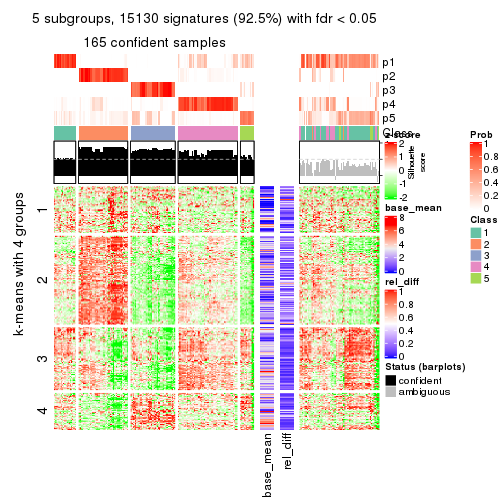 5 subgroups, 15130 signatures (92.5%) with fdr < 0.05
165 confident samples
p1
p2
p3
p4
p5
Class
z-score
2
1
0
-1
-2
Silhouette
score
base_mean
8
6
4
2
0
rel_diff
1
0.8
0.6
0.4
0.2
0
Prob
1
0.8
0.6
0.4
0.2
0
Class
1
2
3
4
5
Status (barplots)
confident
ambiguous
k-means with 4 groups
1
2
3
4
base_mean
rel_diff